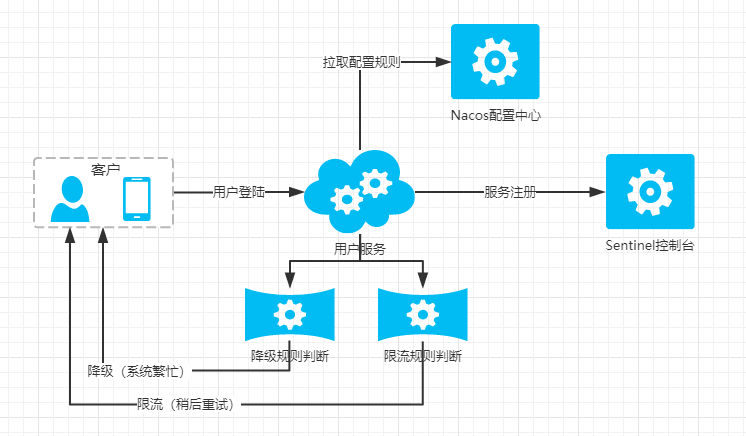 拉取配置规则
Nacos配置中心
客户
用户登陆
服务注册
Sentinel控制台
用户服务
降级规则判断
限流规则判断
降级（系统繁忙）
限流（稍后重试）